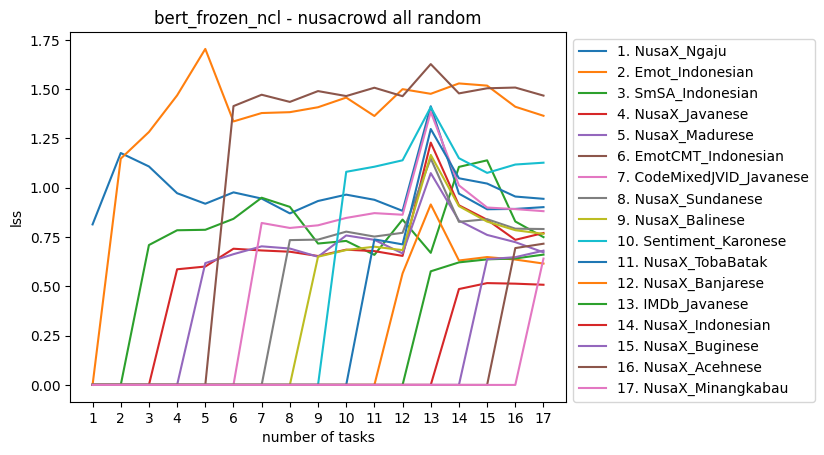 bert_frozen_ncl - nusacrowd all random
1.75
1.50
1.25
1.00
0.75
0.50
0.25
0.00
lss
1 2 3 4 5 6 7 8 9 10 11 12 13 14 15 16 17
number of tasks
1. NusaX_Ngaju
2. Emot_Indonesian
3. SmSA_Indonesian
4. NusaX_Javanese
5. NusaX_Madurese
6. EmotCMT_Indonesian
7. CodeMixedJVID_Javanese
8. NusaX_Sundanese
9. NusaX_Balinese
10. Sentiment_Karonese
11. NusaX_TobaBatak
12. NusaX_Banjarese
13. IMDb_Javanese
14. NusaX_Indonesian
15. NusaX_Buginese
16. NusaX_Acehnese
17. NusaX_Minangkabau